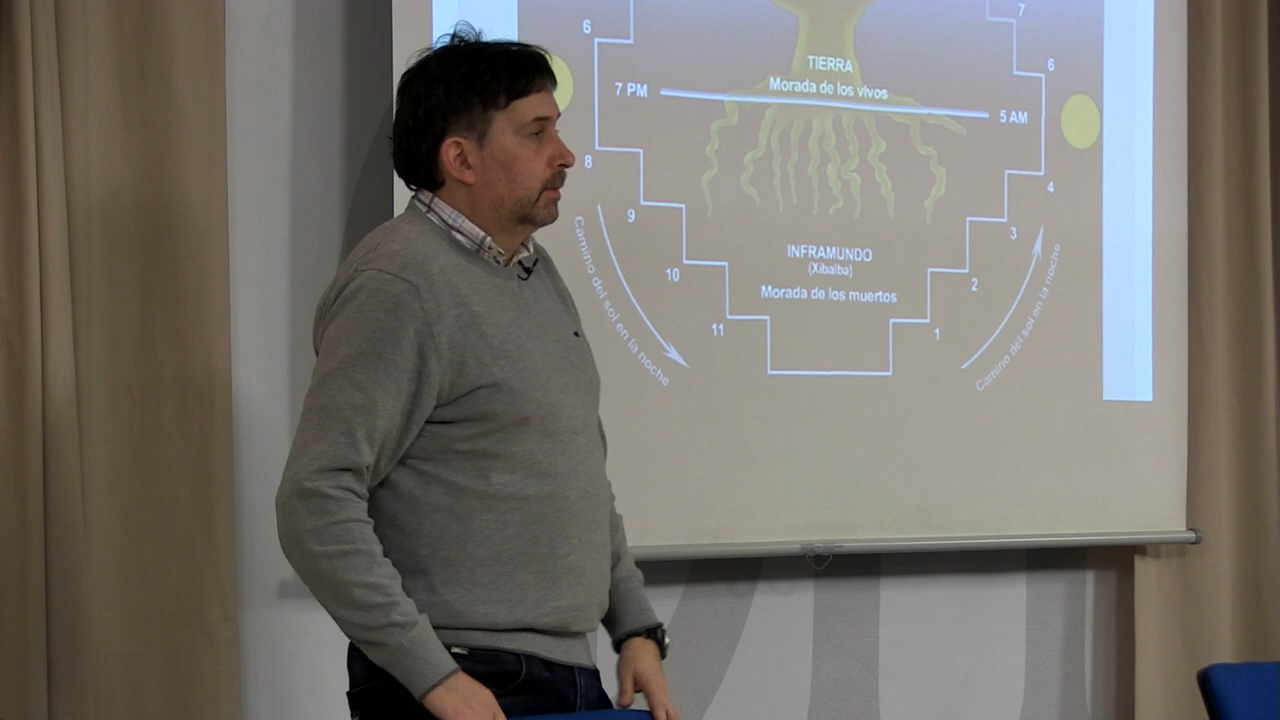 7
6
6
TIERRA
Morada de los vivos
7 PM
5 AM
8
4
9
3
INFRAMUNDO
(Xibalba)
10
2
Morada de los muertos
11
1
Camino del sol en la noche
Camino del sol en la noche